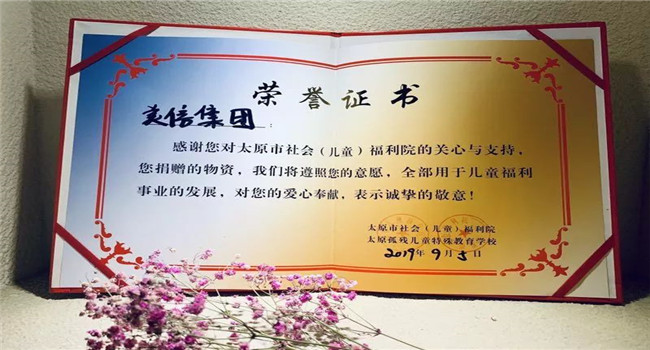 荣誉证书
美倍集团：
感谢您对太原市社会（儿童）福利院的关心与支持，
您捐赠的物资，我们将遵照您的意愿，全部用于儿童福利
事业的发展，对您的爱心奉献，表示诚挚的敬意！
太原市社会（儿童）福利院
太原孤残儿童特殊教育学校
2019年9月5日